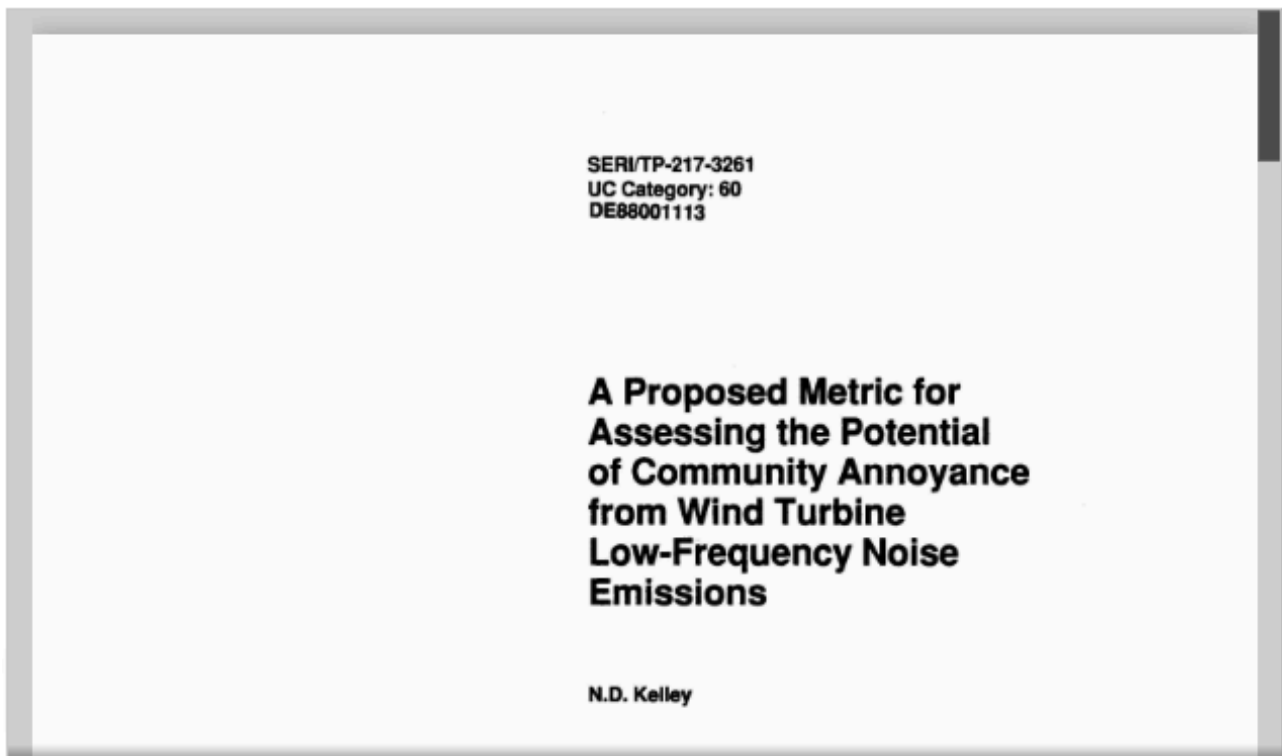 SERI/TP-217-3261
UC Category: 60
DE88001113
A Proposed Metric for
Assessing the Potential
of Community Annoyance
from Wind Turbine
Low-Frequency Noise
Emissions
N.D. Kelley